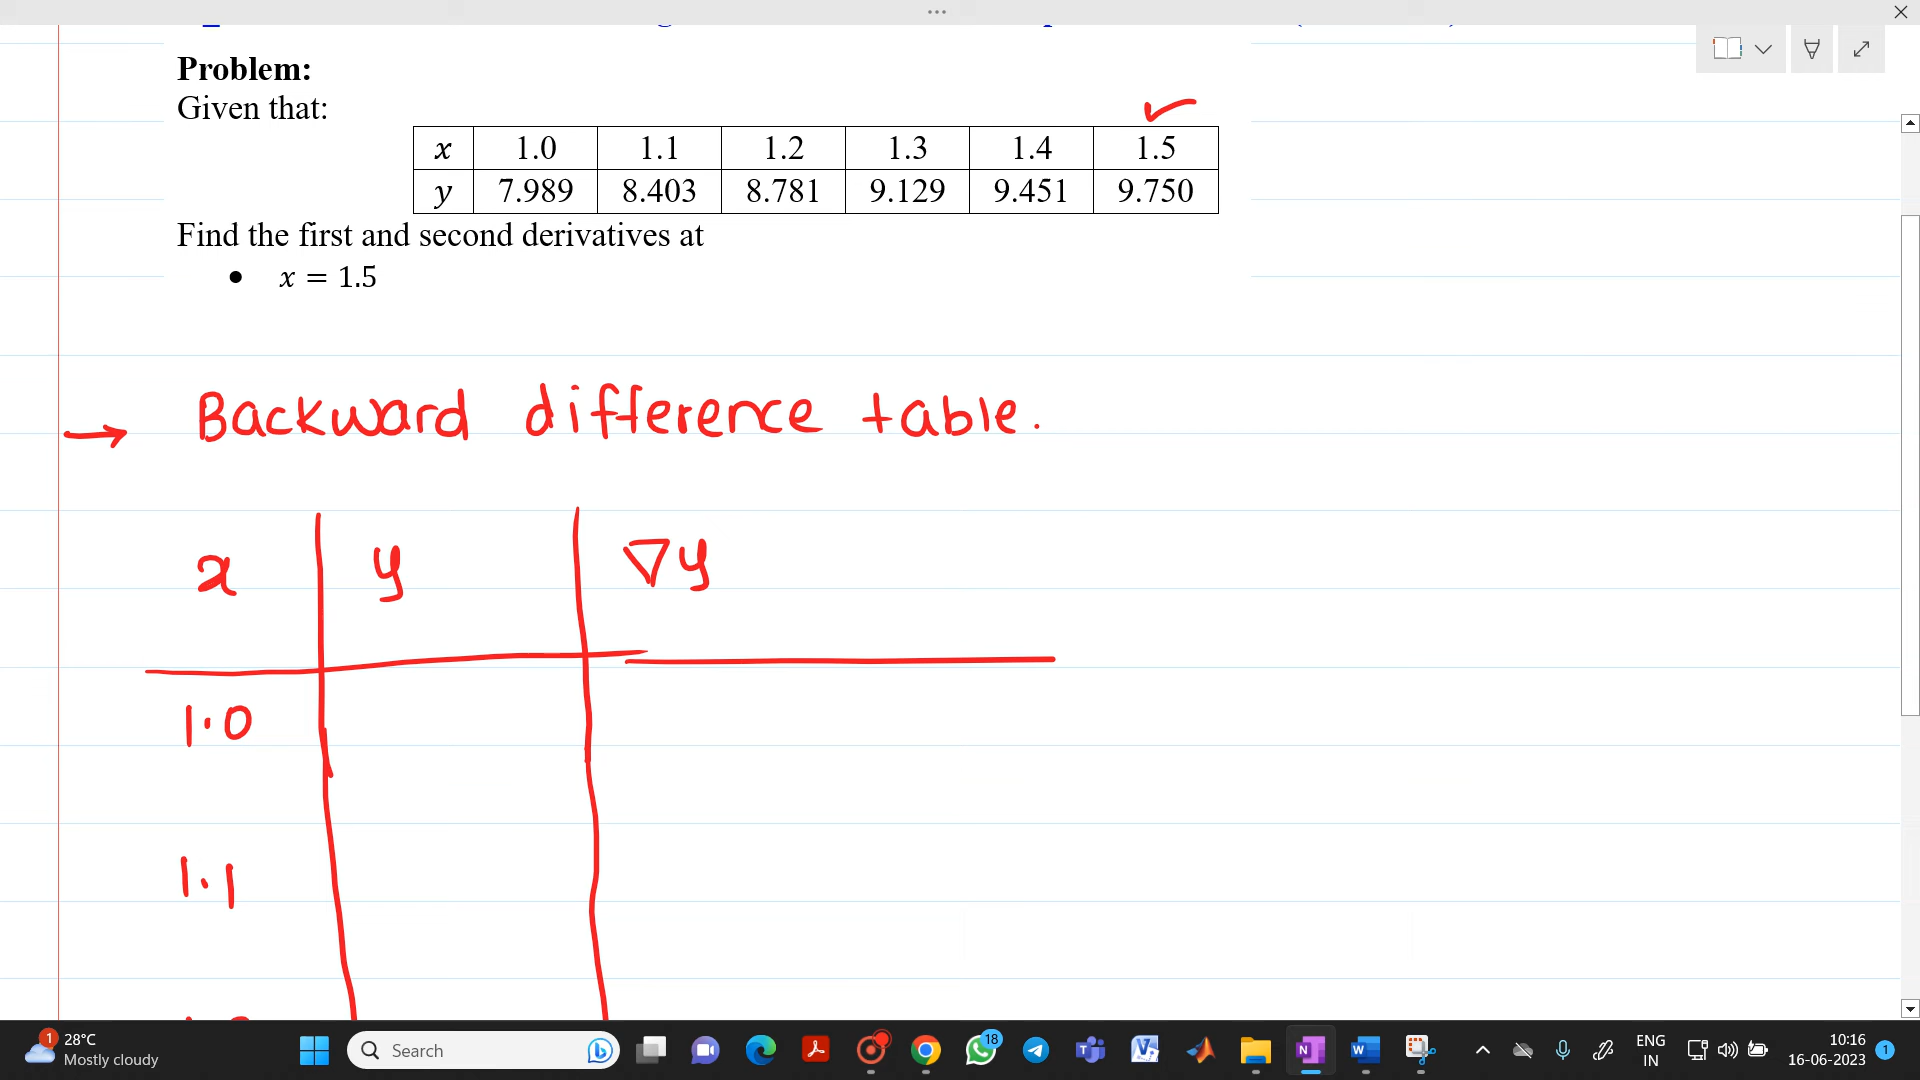 Problem:
Given that:
x 1.0 1.1 1.2 1.3 1.4 1.5
y 7.989 8.403 8.781 9.129 9.451 9.750
Find the first and second derivatives at
• x = 1.5
→ Backward difference table.
x y ∇y
1.0
1.1
1 28°C
Mostly cloudy
Search
18
ENG
IN
10:16
16-06-2023
1